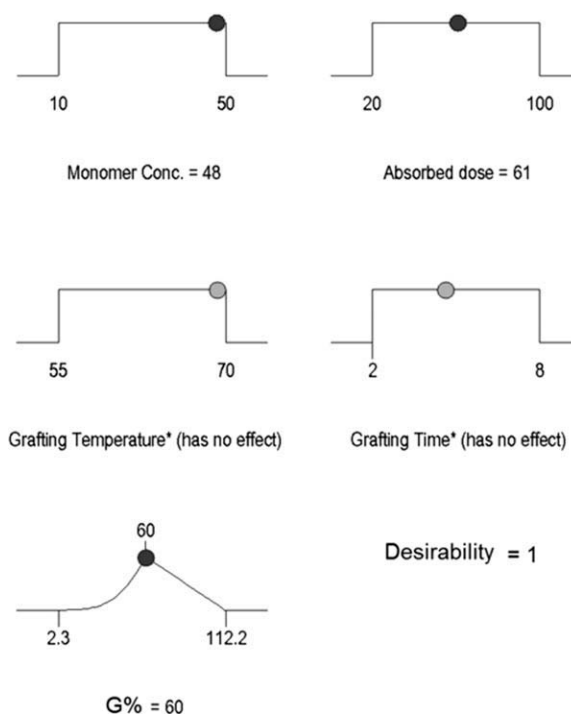 10 50 20 100
Monomer Conc. = 48 Absorbed dose = 61
55 70 2 8
Grafting Temperature* (has no effect) Grafting Time* (has no effect)
60
Desirability = 1
2.3 112.2
G% = 60